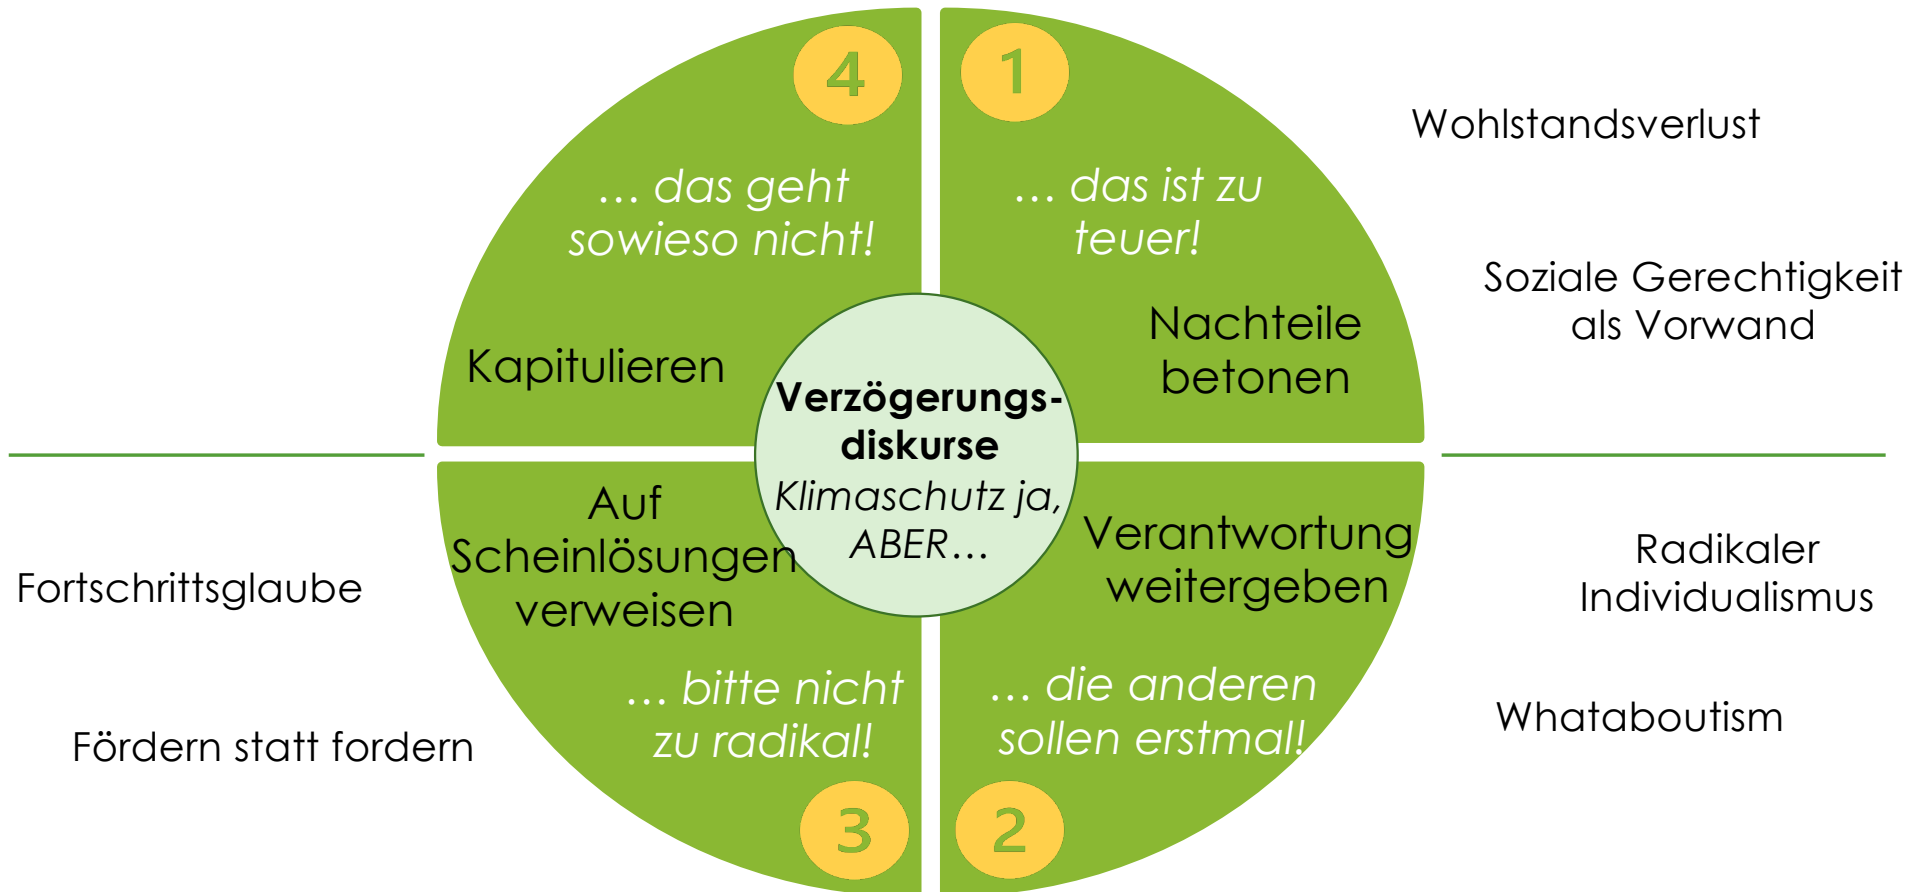 4
… das geht
sowieso nicht!
Kapitulieren
1
… das ist zu
teuer!
Nachteile
betonen
Wohlstandsverlust
Soziale Gerechtigkeit
als Vorwand
Verzögerungs-
diskurse
Klimaschutz ja,
ABER…
Fortschrittsglaube
Fördern statt fordern
Auf
Scheinlösungen
verweisen
… bitte nicht
zu radikal!
3
Verantwortung
weitergeben
… die anderen
sollen erstmal!
2
Radikaler
Individualismus
Whataboutism